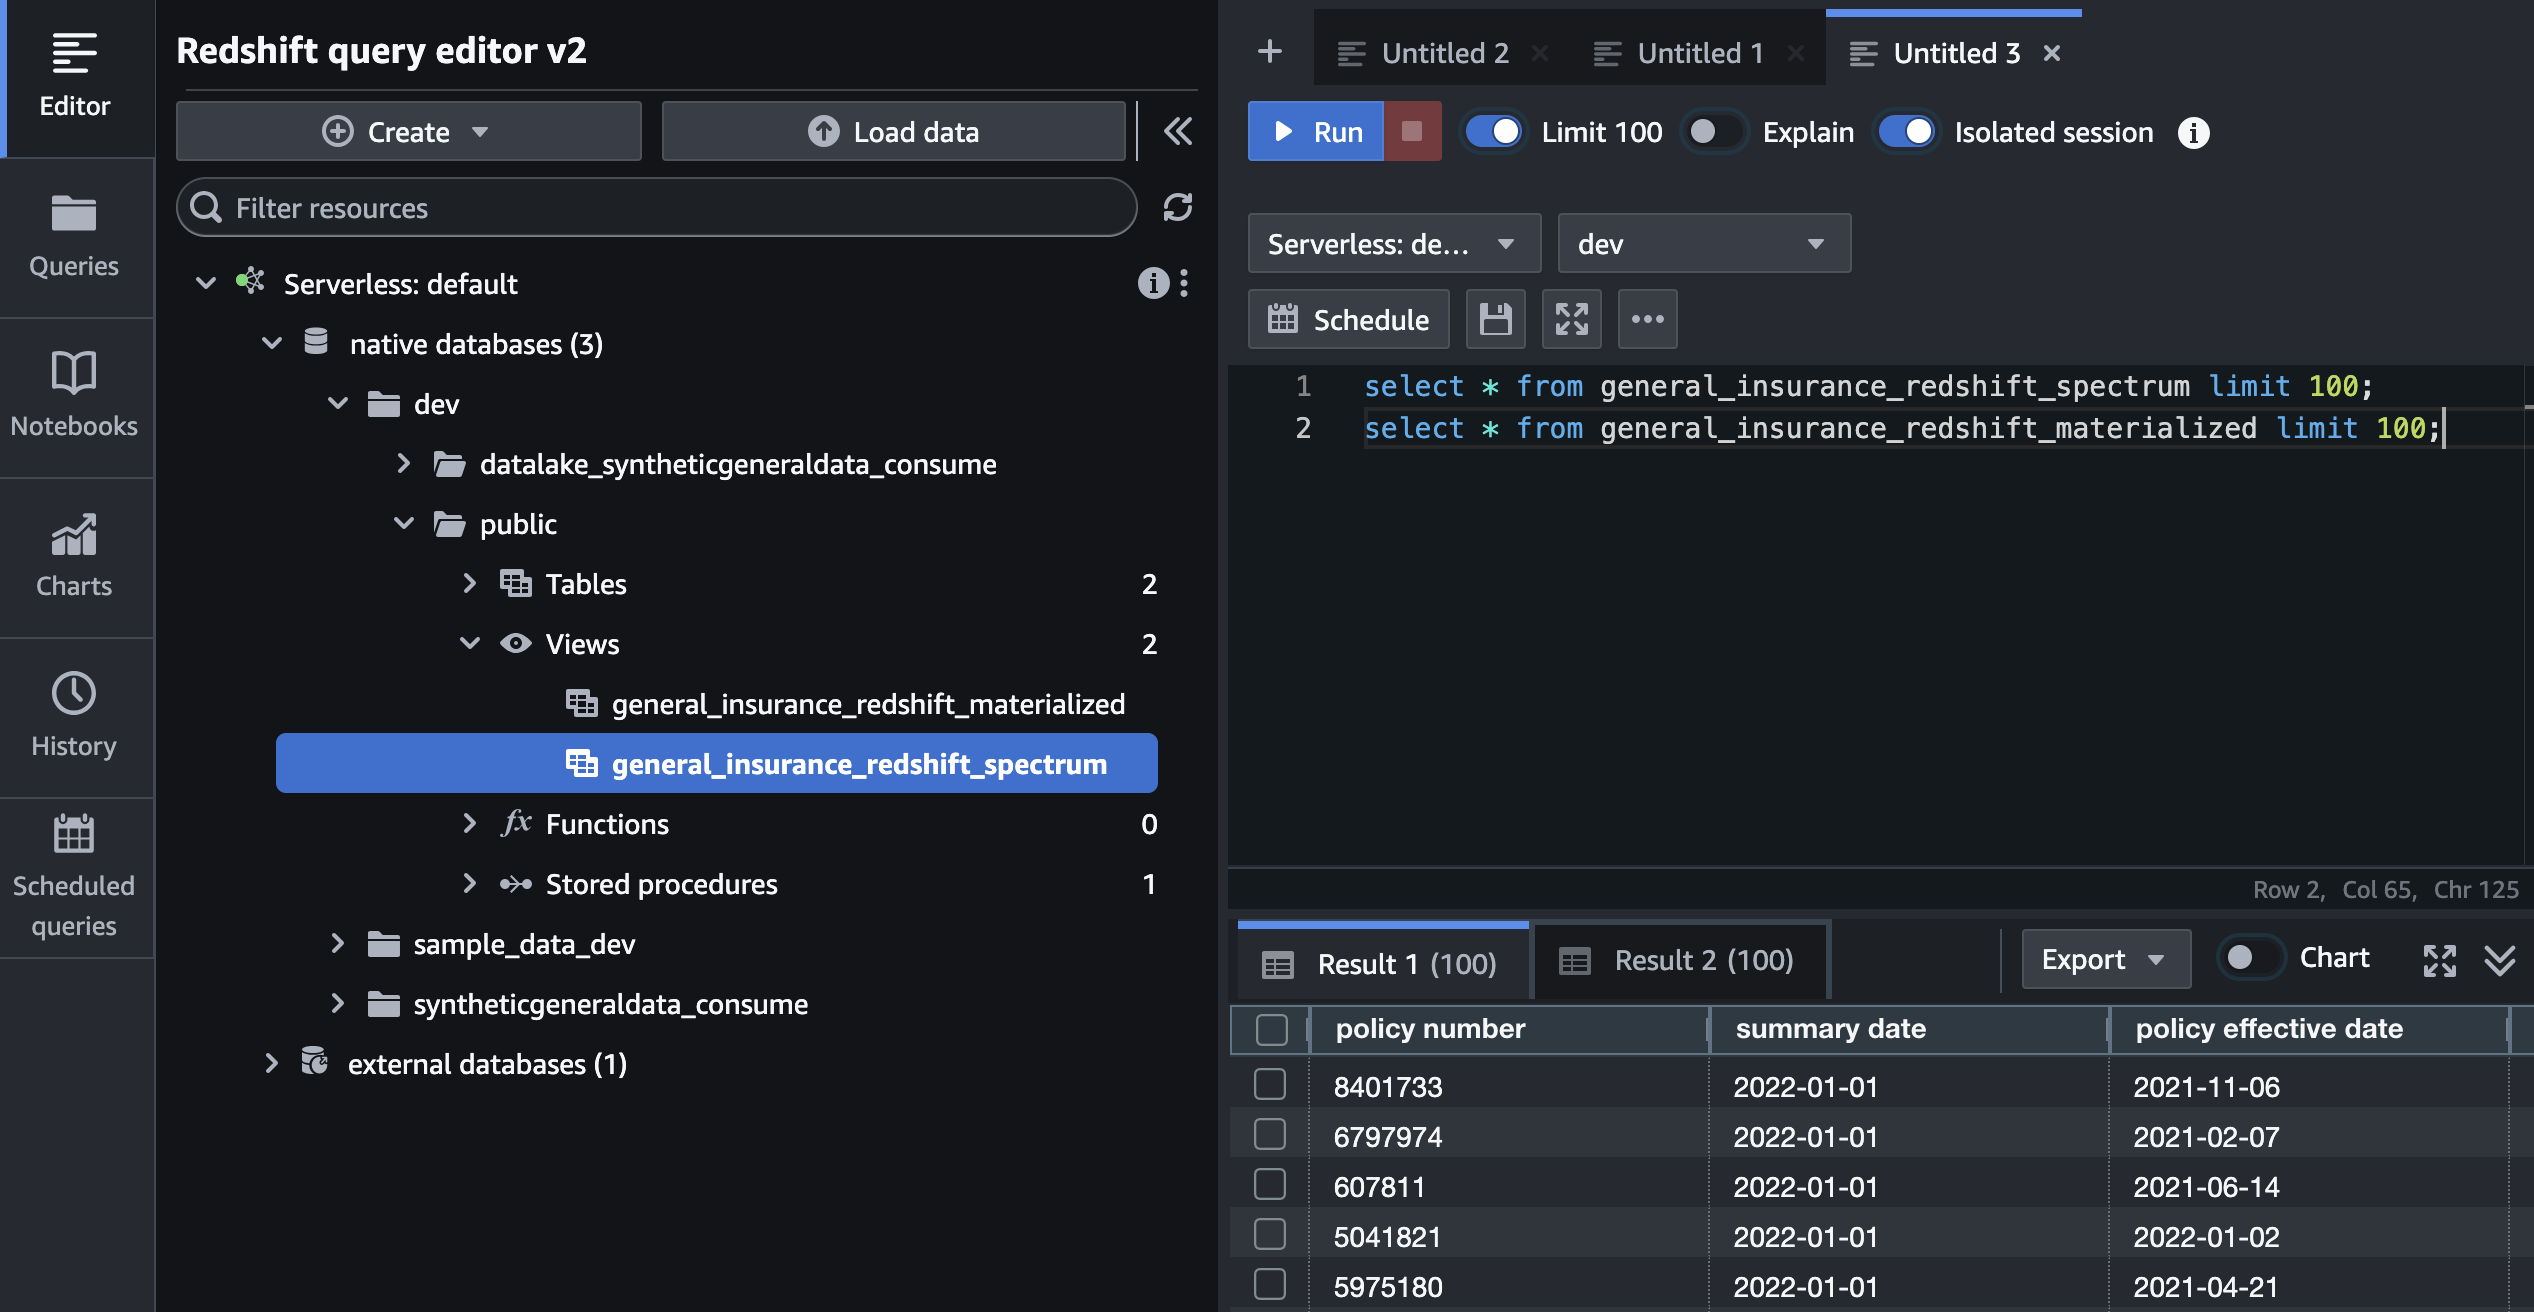 Editor
Queries
Notebooks
Charts
History
Scheduled
queries
Redshift query editor v2
Create
Load data
Filter resources
Serverless: default
native databases (3)
dev
datalake_syntheticgeneraldata_consume
public
Tables 2
Views 2
general_insurance_redshift_materialized
general_insurance_redshift_spectrum
Functions 0
Stored procedures 1
sample_data_dev
syntheticgeneraldata_consume
external databases (1)
Untitled 2 Untitled 1 Untitled 3
Run Limit 100 Explain Isolated session
Serverless: de... dev
Schedule
1 select * from general_insurance_redshift_spectrum limit 100;
2 select * from general_insurance_redshift_materialized limit 100;
Row 2, Col 65, Chr 125
Result 1 (100) Result 2 (100) Export Chart
policy number summary date policy effective date
8401733 2022-01-01 2021-11-06
6797974 2022-01-01 2021-02-07
607811 2022-01-01 2021-06-14
5041821 2022-01-01 2022-01-02
5975180 2022-01-01 2021-04-21